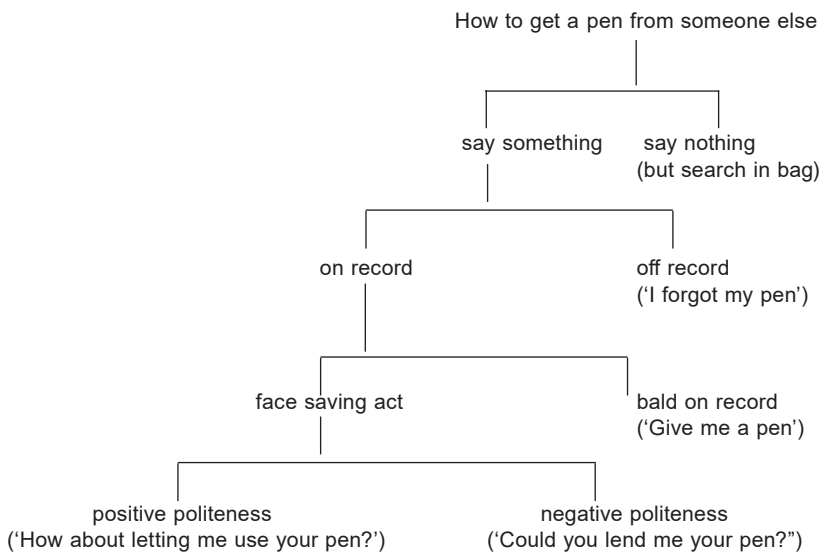 How to get a pen from someone else
say something
say nothing
(but search in bag)
on record
off record
(‘I forgot my pen’)
face saving act
bald on record
(‘Give me a pen’)
positive politeness
(‘How about letting me use your pen?’)
negative politeness
(‘Could you lend me your pen?”)